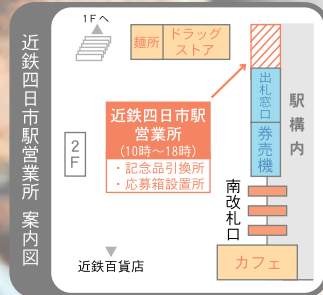 近鉄四日市駅営業所 案内図
1Fへ
麺所
ドラッグ
ストア
出札窓口
券売機
駅構内
近鉄四日市駅
営業所
(10時～18時)
・記念品引換所
・応募箱設置所
2F
南改札口
カフェ
近鉄百貨店